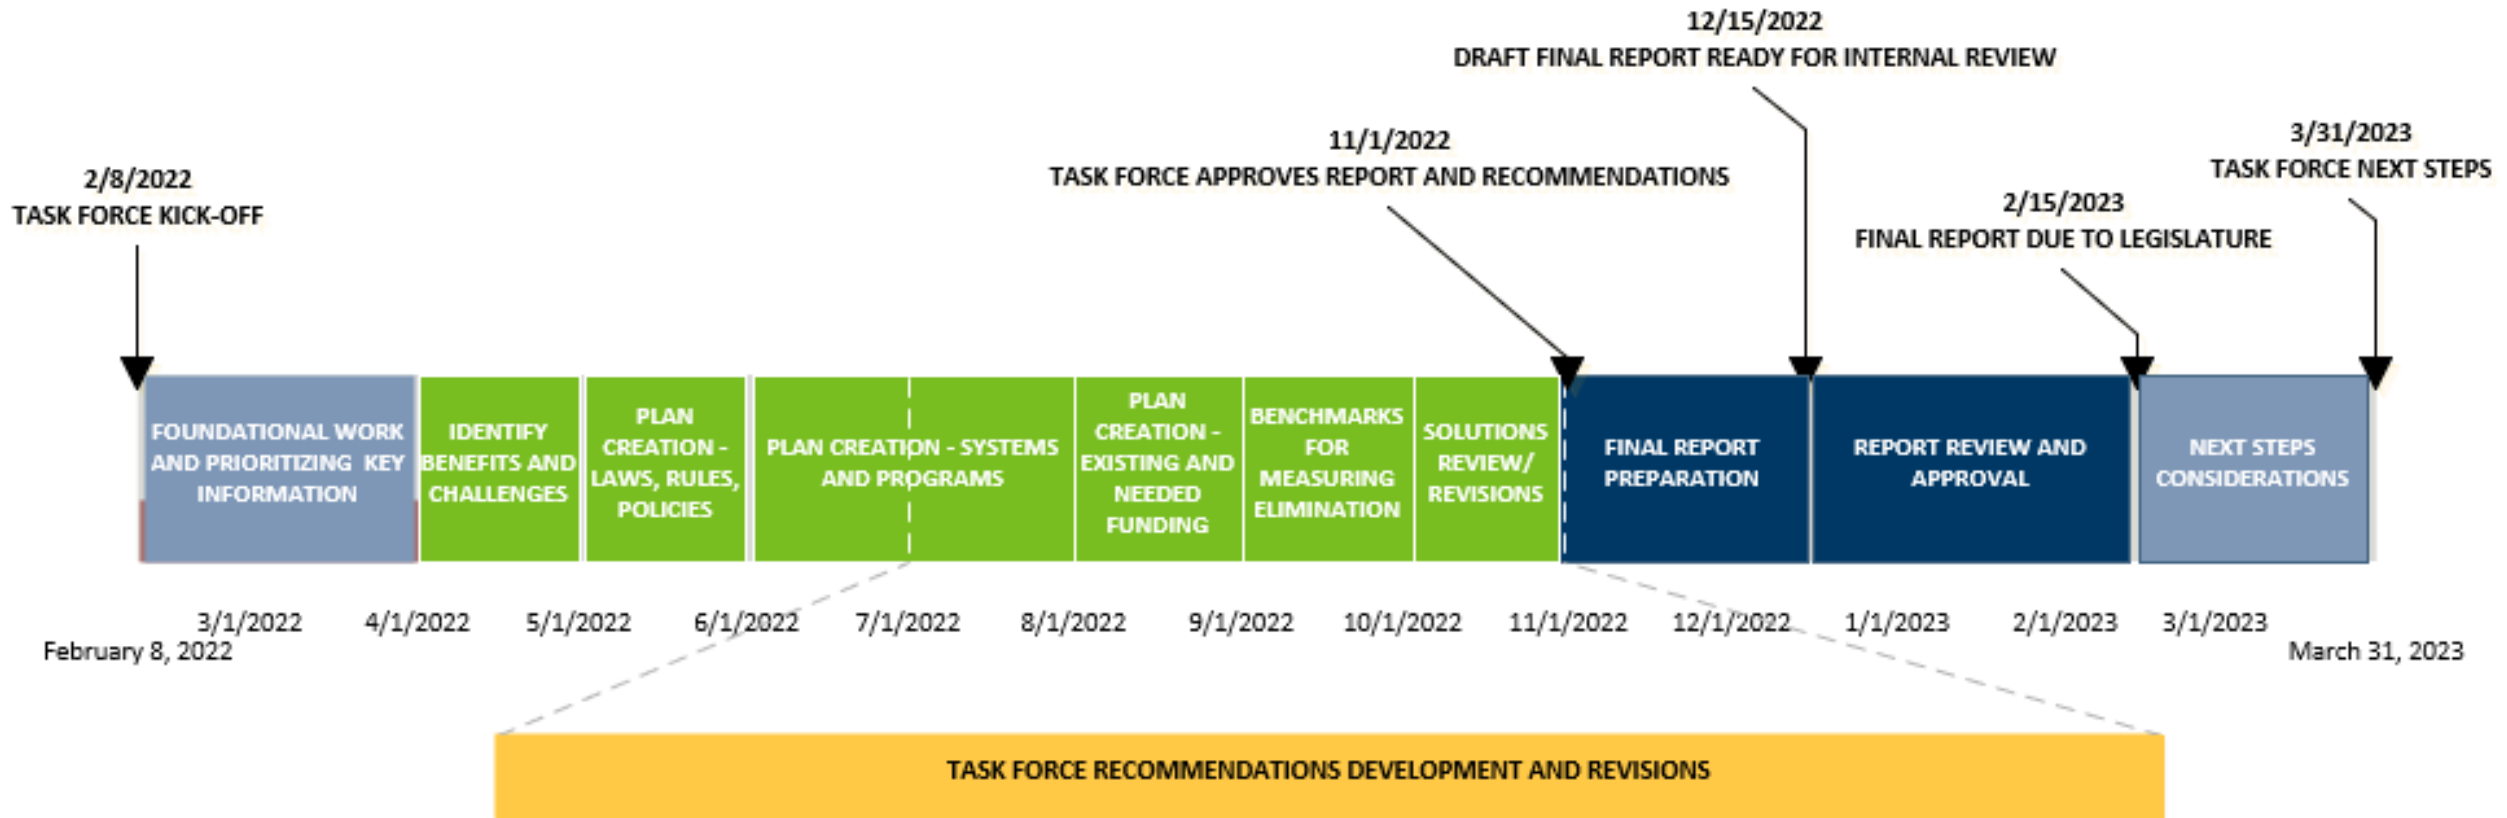 12/15/2022
DRAFT FINAL REPORT READY FOR INTERNAL REVIEW
11/1/2022
TASK FORCE APPROVES REPORT AND RECOMMENDATIONS
3/31/2023
TASK FORCE NEXT STEPS
2/8/2022
TASK FORCE KICK-OFF
2/15/2023
FINAL REPORT DUE TO LEGISLATURE
FOUNDATIONAL WORK
AND PRIORITIZING KEY
INFORMATION
IDENTIFY
BENEFITS AND
CHALLENGES
PLAN
CREATION -
LAWS, RULES,
POLICIES
PLAN CREATION - SYSTEMS
AND PROGRAMS
PLAN
CREATION -
EXISTING AND
NEEDED
FUNDING
BENCHMARKS
FOR
MEASURING
ELIMINATION
SOLUTIONS
REVIEW/
REVISIONS
FINAL REPORT
PREPARATION
REPORT REVIEW AND
APPROVAL
NEXT STEPS
CONSIDERATIONS
3/1/2022
4/1/2022
5/1/2022
6/1/2022
7/1/2022
8/1/2022
9/1/2022
10/1/2022
11/1/2022
12/1/2022
1/1/2023
2/1/2023
3/1/2023
February 8, 2022
March 31, 2023
TASK FORCE RECOMMENDATIONS DEVELOPMENT AND REVISIONS